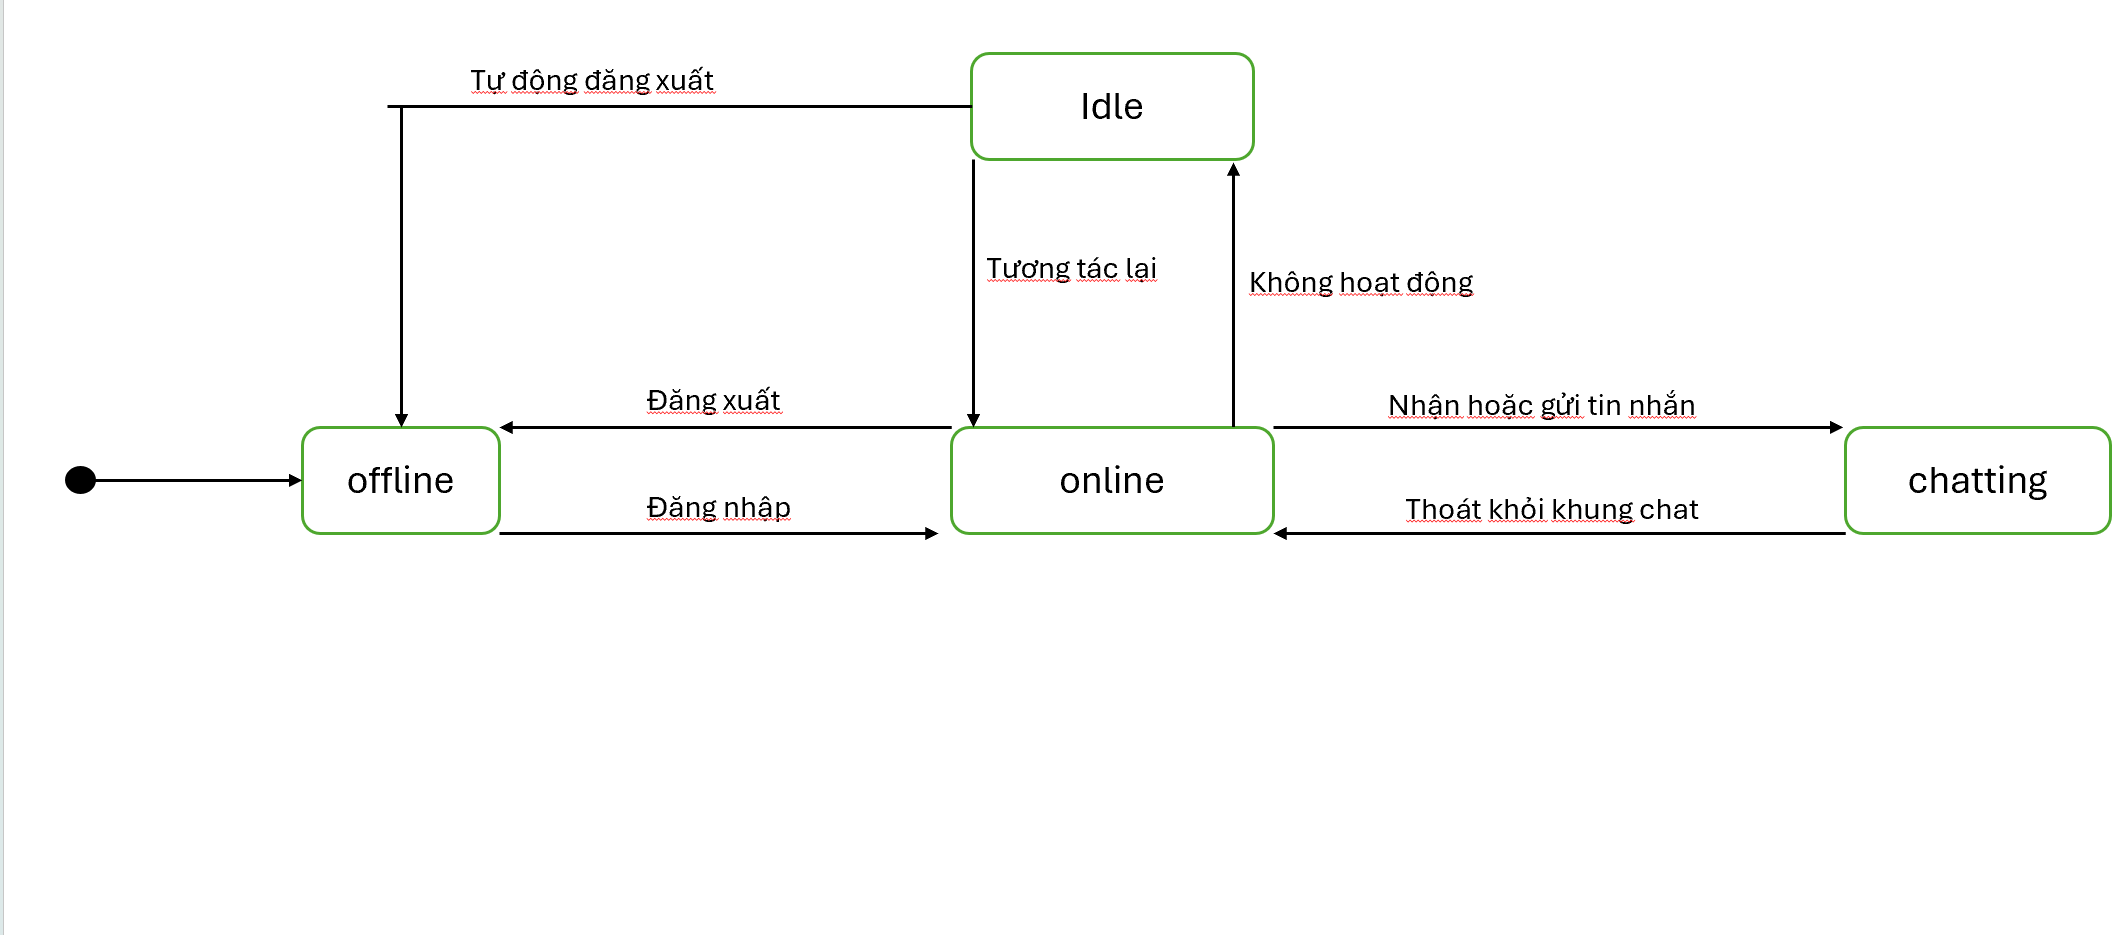 Tự động đăng xuất
Idle
Tương tác lại
Không hoạt động
Đăng xuất
Nhận hoặc gửi tin nhắn
offline
online
chatting
Đăng nhập
Thoát khỏi khung chat